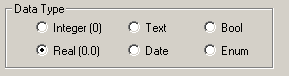 Data Type
Integer (0) Text Bool
Real (0.0) Date Enum